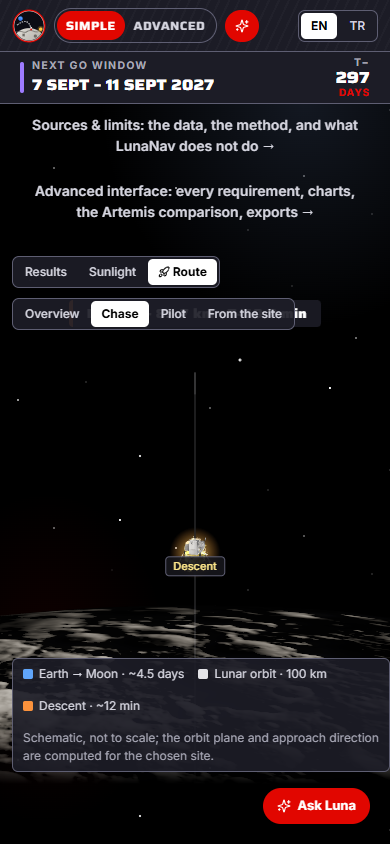 SIMPLE
ADVANCED
EN
TR
NEXT GO WINDOW
7 SEPT – 11 SEPT 2027
T−
297
DAYS
Sources & limits: the data, the method, and what
LunaNav does not do →
Advanced interface: every requirement, charts,
the Artemis comparison, exports →
Results
Sunlight
Route
Overview
Chase
Pilot
From the site
in
Descent
Earth → Moon · ~4.5 days
Lunar orbit · 100 km
Descent · ~12 min
Schematic, not to scale; the orbit plane and approach direction
are computed for the chosen site.
Ask Luna